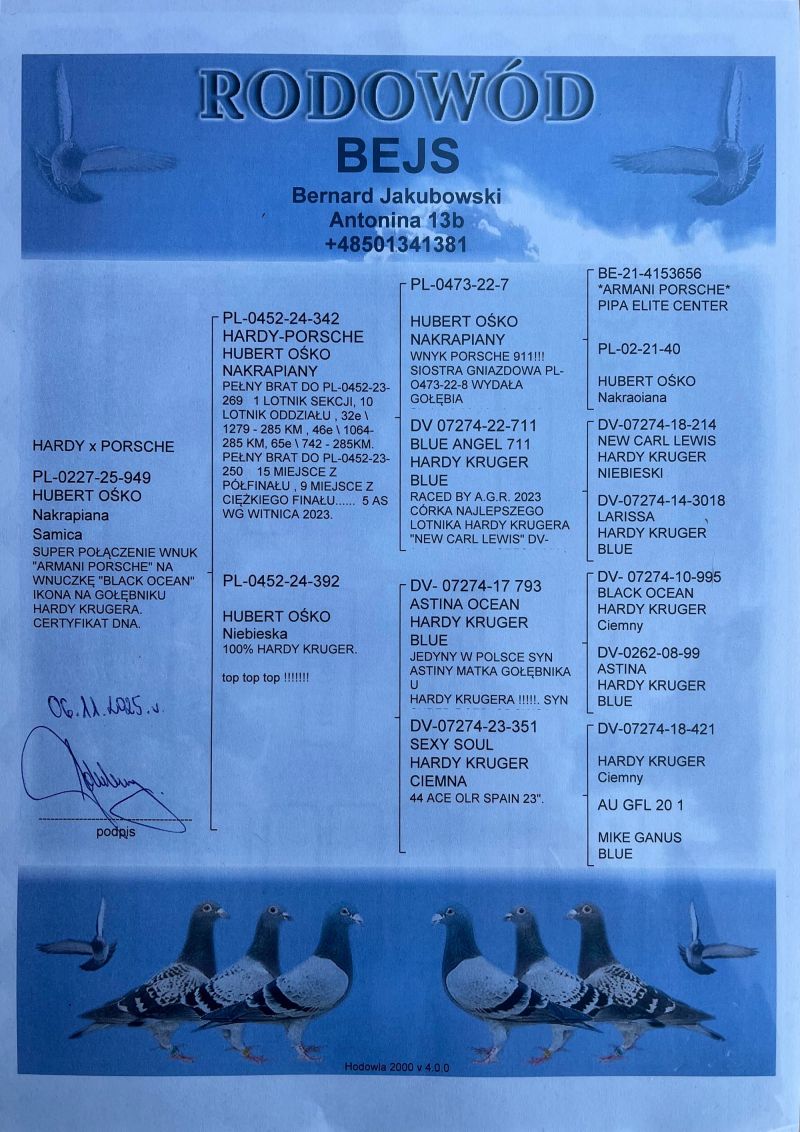 RODOWÓD
BEJS
Bernard Jakubowski
Antonina 13b
+48501341381
HARDY x PORSCHE
PL-0227-25-949
HUBERT OŚKO
Nakrapiana
Samica
SUPER POŁĄCZENIE WNUK
"ARMANI PORSCHE" NA
WNUCZKĘ "BLACK OCEAN"
IKONA NA GOŁĘBNIKU
HARDY KRUGERA.
CERTYFIKAT DNA.
06.11.2025.r.
podpis
PL-0452-24-342
HARDY-PORSCHE
HUBERT OŚKO
NAKRAPIANY
PEŁNY BRAT DO PL-0452-23-
269 1 LOTNIK SEKCJI, 10
LOTNIK ODDZIAŁU , 32e \
1279 - 285 KM , 46e \ 1064-
285 KM, 65e \ 742 - 285KM.
PEŁNY BRAT DO PL-0452-23-
250 15 MIEJSCE Z
PÓŁFINAŁU , 9 MIEJSCE Z
CIĘŻKIEGO FINAŁU...... 5 AS
WG WITNICA 2023.
PL-0452-24-392
HUBERT OŚKO
Niebieska
100% HARDY KRUGER.
top top top !!!!!!!
PL-0473-22-7
HUBERT OŚKO
NAKRAPIANY
WNYK PORSCHE 911!!!
SIOSTRA GNIAZDOWA PL-
O473-22-8 WYDAŁA
GOŁĘBIA
DV 07274-22-711
BLUE ANGEL 711
HARDY KRUGER
BLUE
RACED BY A.G.R. 2023
CÓRKA NAJLEPSZEGO
LOTNIKA HARDY KRUGERA
"NEW CARL LEWIS" DV-
DV- 07274-17 793
ASTINA OCEAN
HARDY KRUGER
BLUE
JEDYNY W POLSCE SYN
ASTINY MATKA GOŁĘBNIKA
U
HARDY KRUGERA !!!!!. SYN
DV-07274-23-351
SEXY SOUL
HARDY KRUGER
CIEMNA
44 ACE OLR SPAIN 23".
BE-21-4153656
*ARMANI PORSCHE*
PIPA ELITE CENTER
PL-02-21-40
HUBERT OŚKO
Nakraoiana
DV-07274-18-214
NEW CARL LEWIS
HARDY KRUGER
NIEBIESKI
DV-07274-14-3018
LARISSA
HARDY KRUGER
BLUE
DV- 07274-10-995
BLACK OCEAN
HARDY KRUGER
Ciemny
DV-0262-08-99
ASTINA
HARDY KRUGER
BLUE
DV-07274-18-421
HARDY KRUGER
Ciemny
AU GFL 20 1
MIKE GANUS
BLUE
Hodowla 2000 v 4.0.0